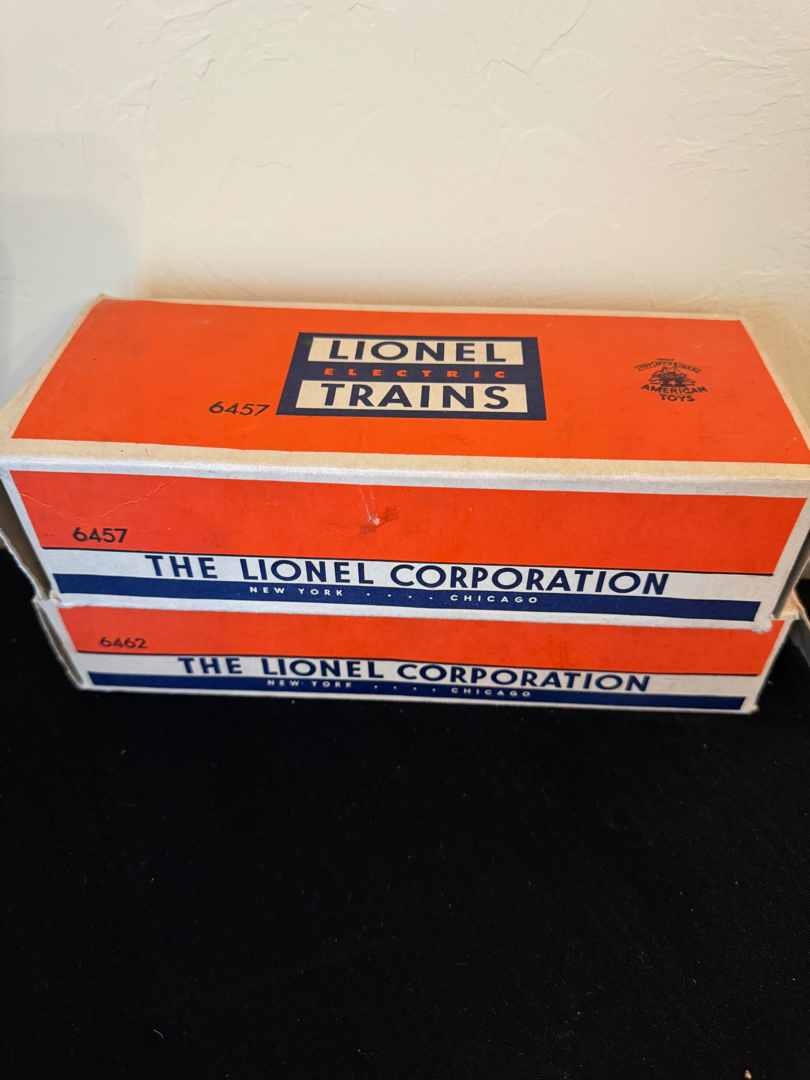 LIONEL
ELECTRIC
TRAINS
6457
AMERICAN
TOYS
6457
THE LIONEL CORPORATION
NEW YORK · · · · CHICAGO
6462
THE LIONEL CORPORATION
NEW YORK · · · · CHICAGO